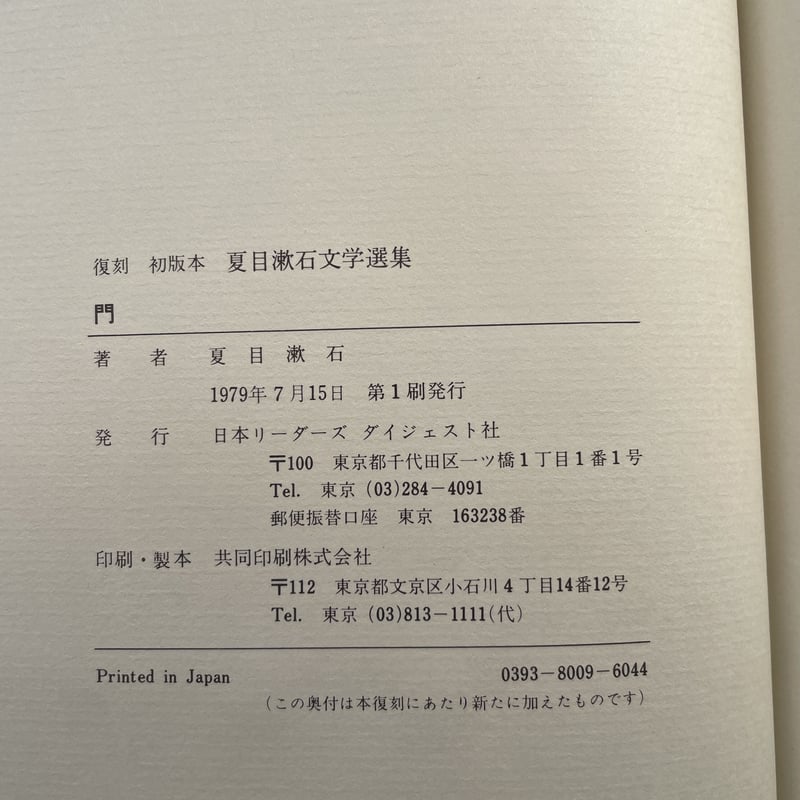 復刻　初版本　夏目漱石文学選集
門
著　者　夏目漱石
1979年7月15日　第1刷発行
発　行　日本リーダーズ ダイジェスト社
〒100　東京都千代田区一ツ橋1丁目1番1号
Tel.　東京 (03)284－4091
郵便振替口座　東京　163238番
印刷・製本　共同印刷株式会社
〒112　東京都文京区小石川4丁目14番12号
Tel.　東京 (03)813－1111(代)
Printed in Japan　0393－8009－6044
(この奥付は本復刻にあたり新たに加えたものです)